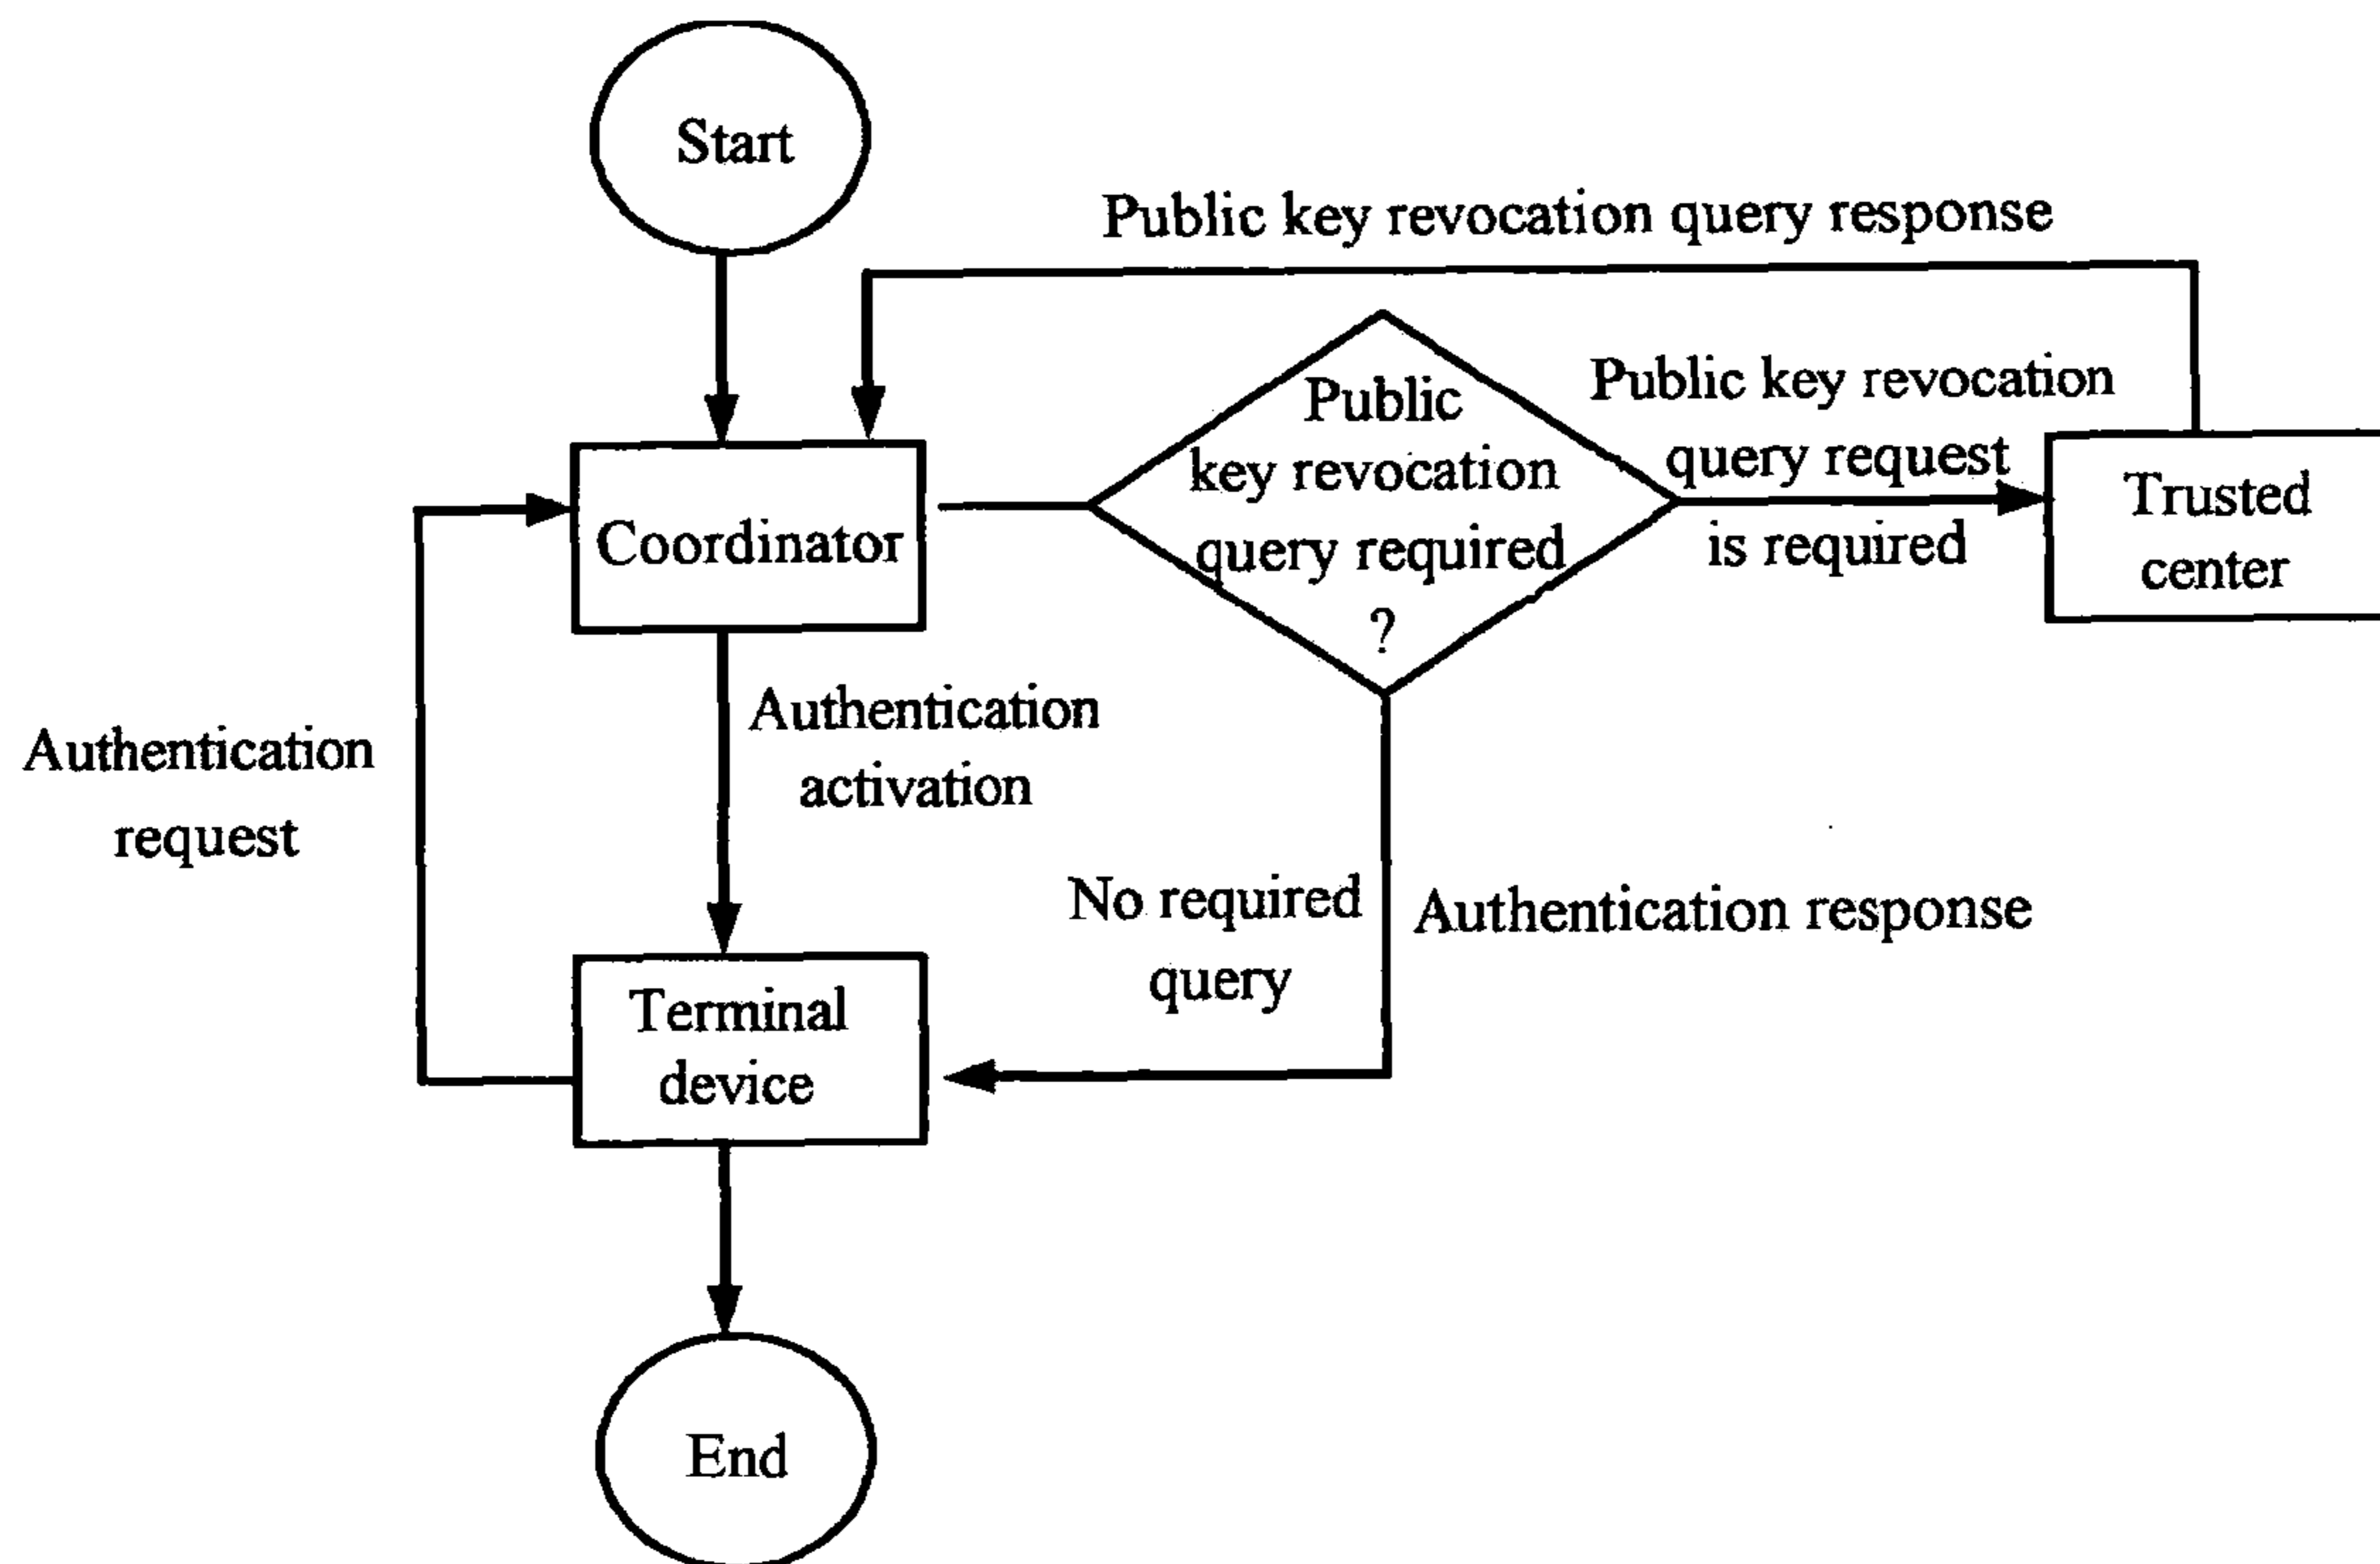 Start
Public key revocation query response
Public
key revocation
query required
?
Public key revocation
query request
is required
Trusted
center
Coordinator
Authentication
activation
Authentication
request
No required
query
Authentication response
Terminal
device
End